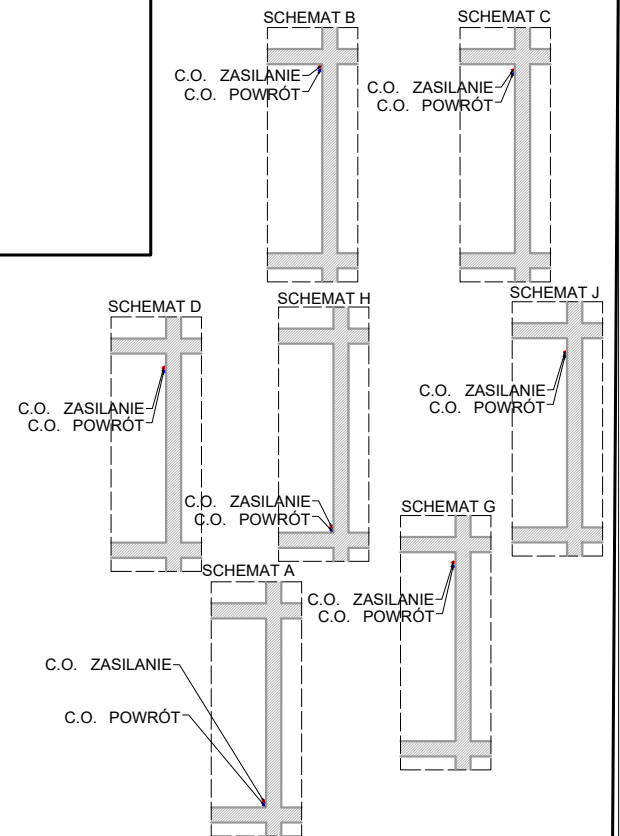 SCHEMAT B
C.O. ZASILANIE
C.O. POWRÓT
SCHEMAT C
C.O. ZASILANIE
C.O. POWRÓT
SCHEMAT D
C.O. ZASILANIE
C.O. POWRÓT
SCHEMAT H
C.O. ZASILANIE
C.O. POWRÓT
SCHEMAT J
C.O. ZASILANIE
C.O. POWRÓT
SCHEMAT A
C.O. ZASILANIE
C.O. POWRÓT
SCHEMAT G
C.O. ZASILANIE
C.O. POWRÓT